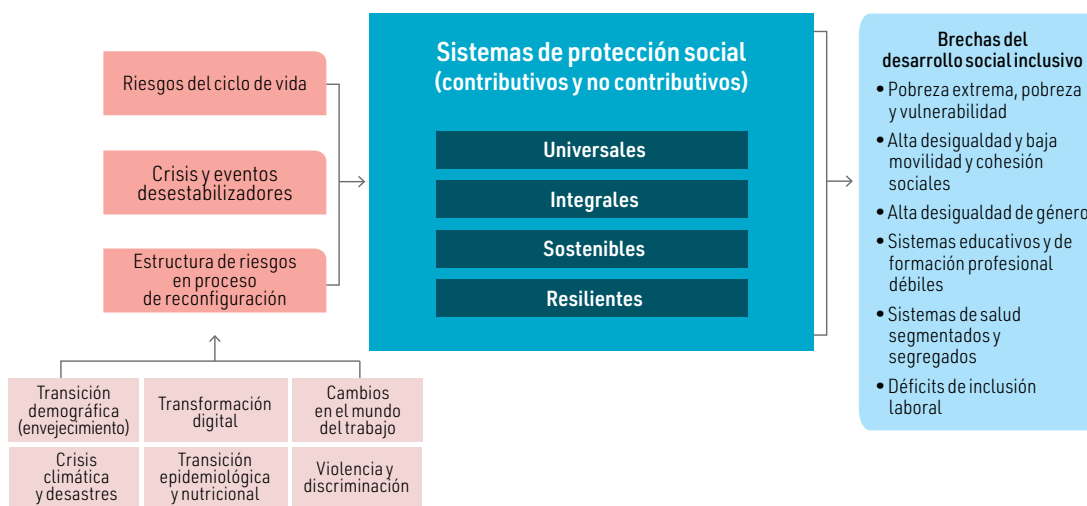 Riesgos del ciclo de vida
Crisis y eventos
desestabilizadores
Estructura de riesgos
en proceso
de reconfiguración
Transición
demográfica
(envejecimiento)
Transformación
digital
Cambios
en el mundo
del trabajo
Crisis
climática
y desastres
Transición
epidemiológica
y nutricional
Violencia y
discriminación
Sistemas de protección social
(contributivos y no contributivos)
Universales
Integrales
Sostenibles
Resilientes
Brechas del
desarrollo social inclusivo
• Pobreza extrema, pobreza
y vulnerabilidad
• Alta desigualdad y baja
movilidad y cohesión
sociales
• Alta desigualdad de género
• Sistemas educativos y de
formación profesional
débiles
• Sistemas de salud
segmentados y
segregados
• Déficits de inclusión
laboral